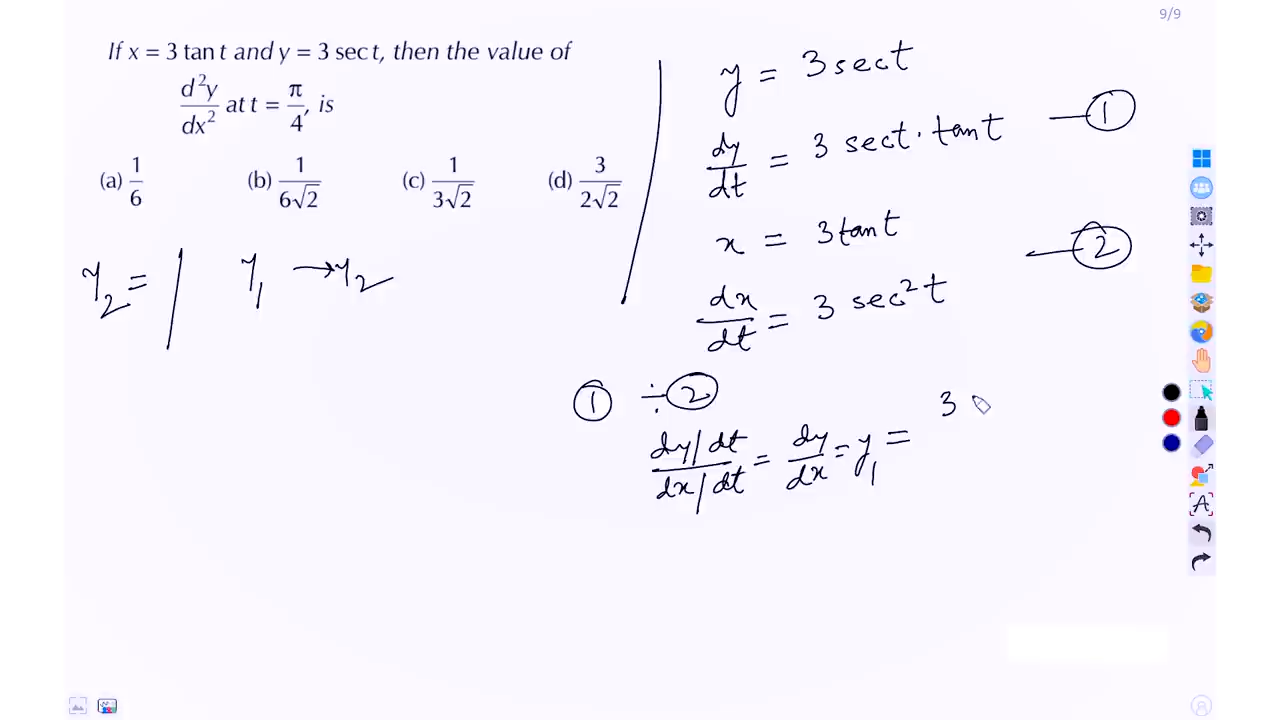 9/9
If x = 3 tan t and y = 3 sec t, then the value of
d²y/dx² at t = π/4, is
(a) 1/6 (b) 1/6√2 (c) 1/3√2 (d) 3/2√2
y₂ = | y₁ → y₂
y = 3 sec t
dy/dt = 3 sec t · tan t — ①
x = 3 tan t
dx/dt = 3 sec² t — ②
① ÷ ②
dy/dt / dx/dt = dy/dx = y₁ = 3
A